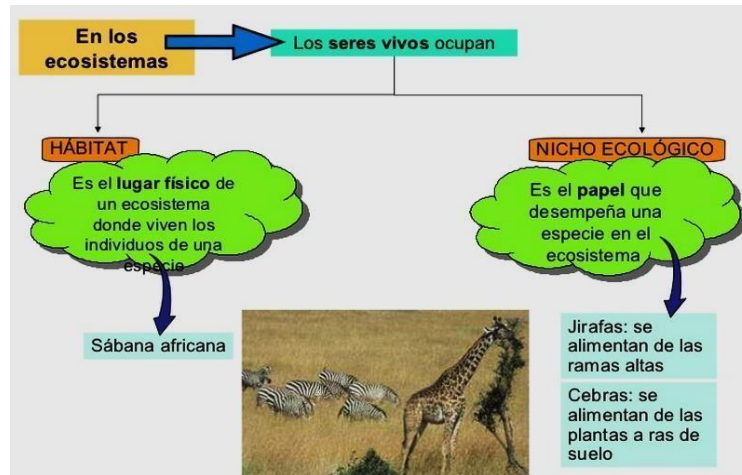 En los
ecosistemas
Los seres vivos ocupan
HÁBITAT
Es el lugar físico de
un ecosistema
donde viven los
individuos de una
especie
Sábana africana
NICHO ECOLÓGICO
Es el papel que
desempeña una
especie en el
ecosistema
Jirafas: se
alimentan de las
ramas altas
Cebras: se
alimentan de las
plantas a ras de
suelo